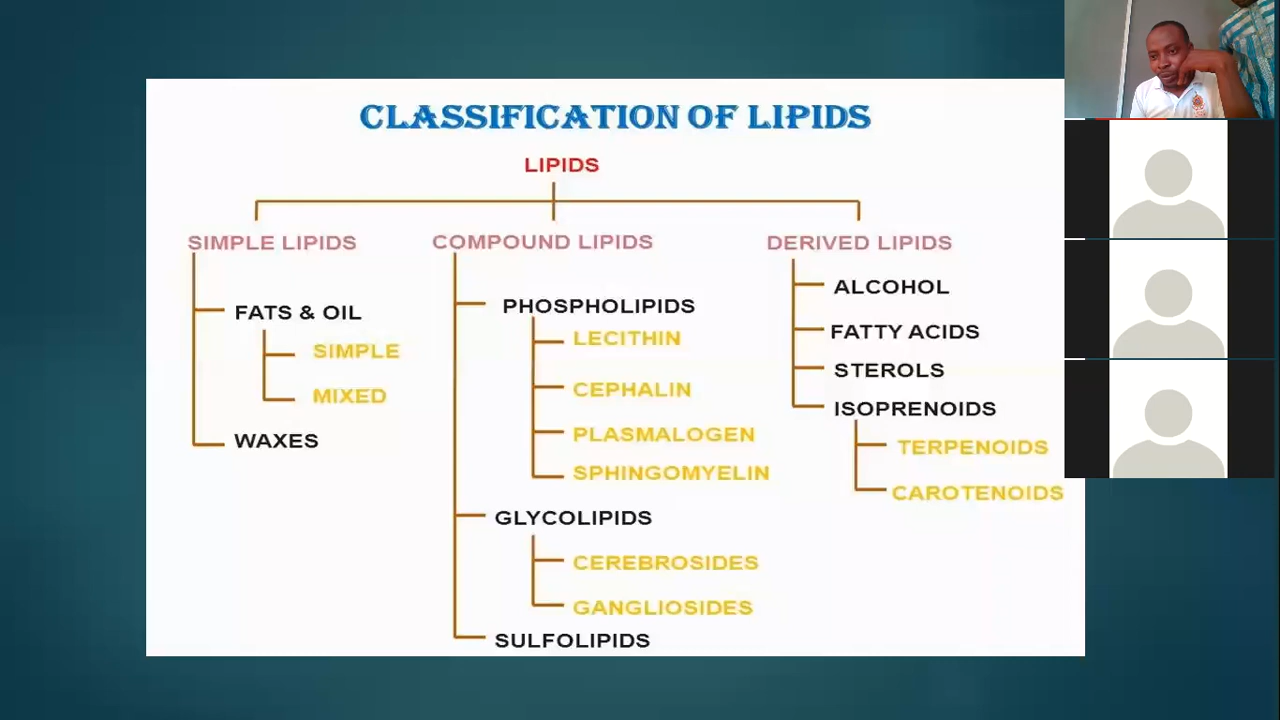 CLASSIFICATION OF LIPIDS
LIPIDS
SIMPLE LIPIDS
FATS & OIL
SIMPLE
MIXED
WAXES
COMPOUND LIPIDS
PHOSPHOLIPIDS
LECITHIN
CEPHALIN
PLASMALOGEN
SPHINGOMYELIN
GLYCOLIPIDS
CEREBROSIDES
GANGLIOSIDES
SULFOLIPIDS
DERIVED LIPIDS
ALCOHOL
FATTY ACIDS
STEROLS
ISOPRENOIDS
TERPENOIDS
CAROTENOIDS